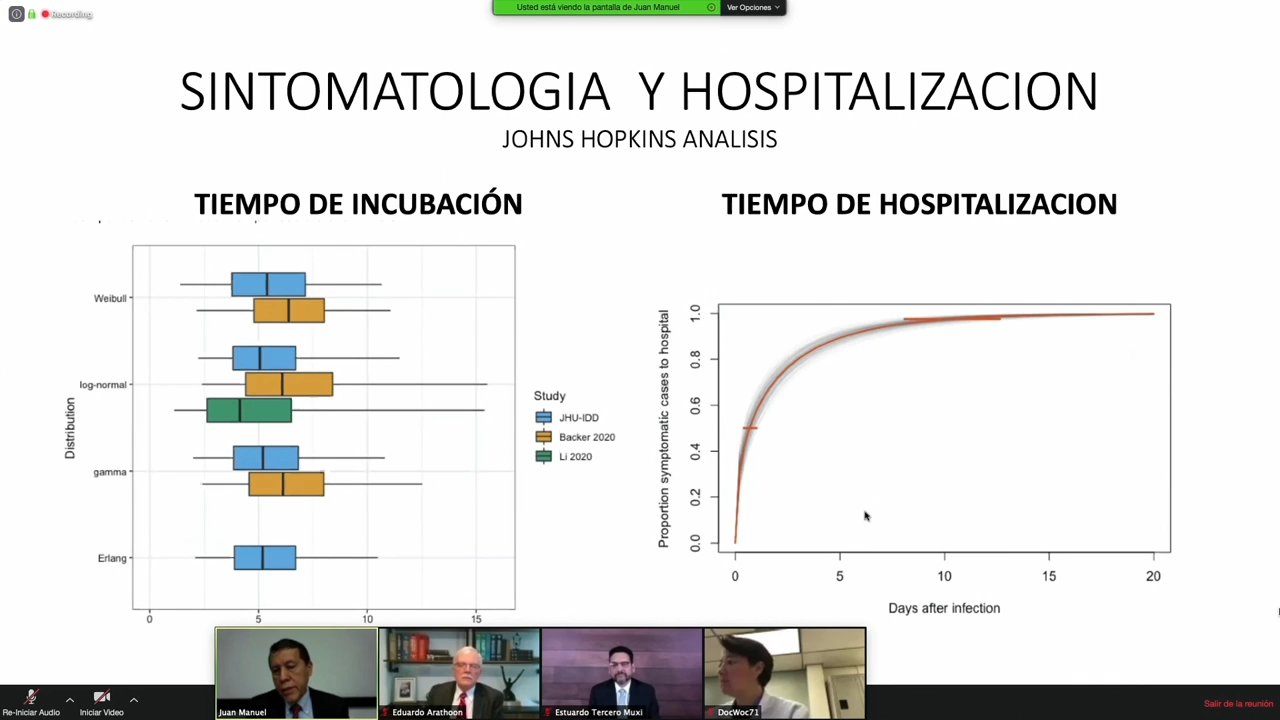 Recording
Usted está viendo la pantalla de Juan Manuel
Ver Opciones
SINTOMATOLOGIA Y HOSPITALIZACION
JOHNS HOPKINS ANALISIS
TIEMPO DE INCUBACIÓN
TIEMPO DE HOSPITALIZACION
Distribution
Weibull
log-normal
gamma
Erlang
0 5 10 15
Study
JHU-IDD
Backer 2020
Li 2020
Proportion symptomatic cases to hospital
1.0
0.8
0.6
0.4
0.2
0.0
0 5 10 15 20
Days after infection
Juan Manuel
Eduardo Arathoon
Estuardo Tercero Muxi
DocWoc71
Re-Iniciar Audio
Iniciar Video
Salir de la reunión